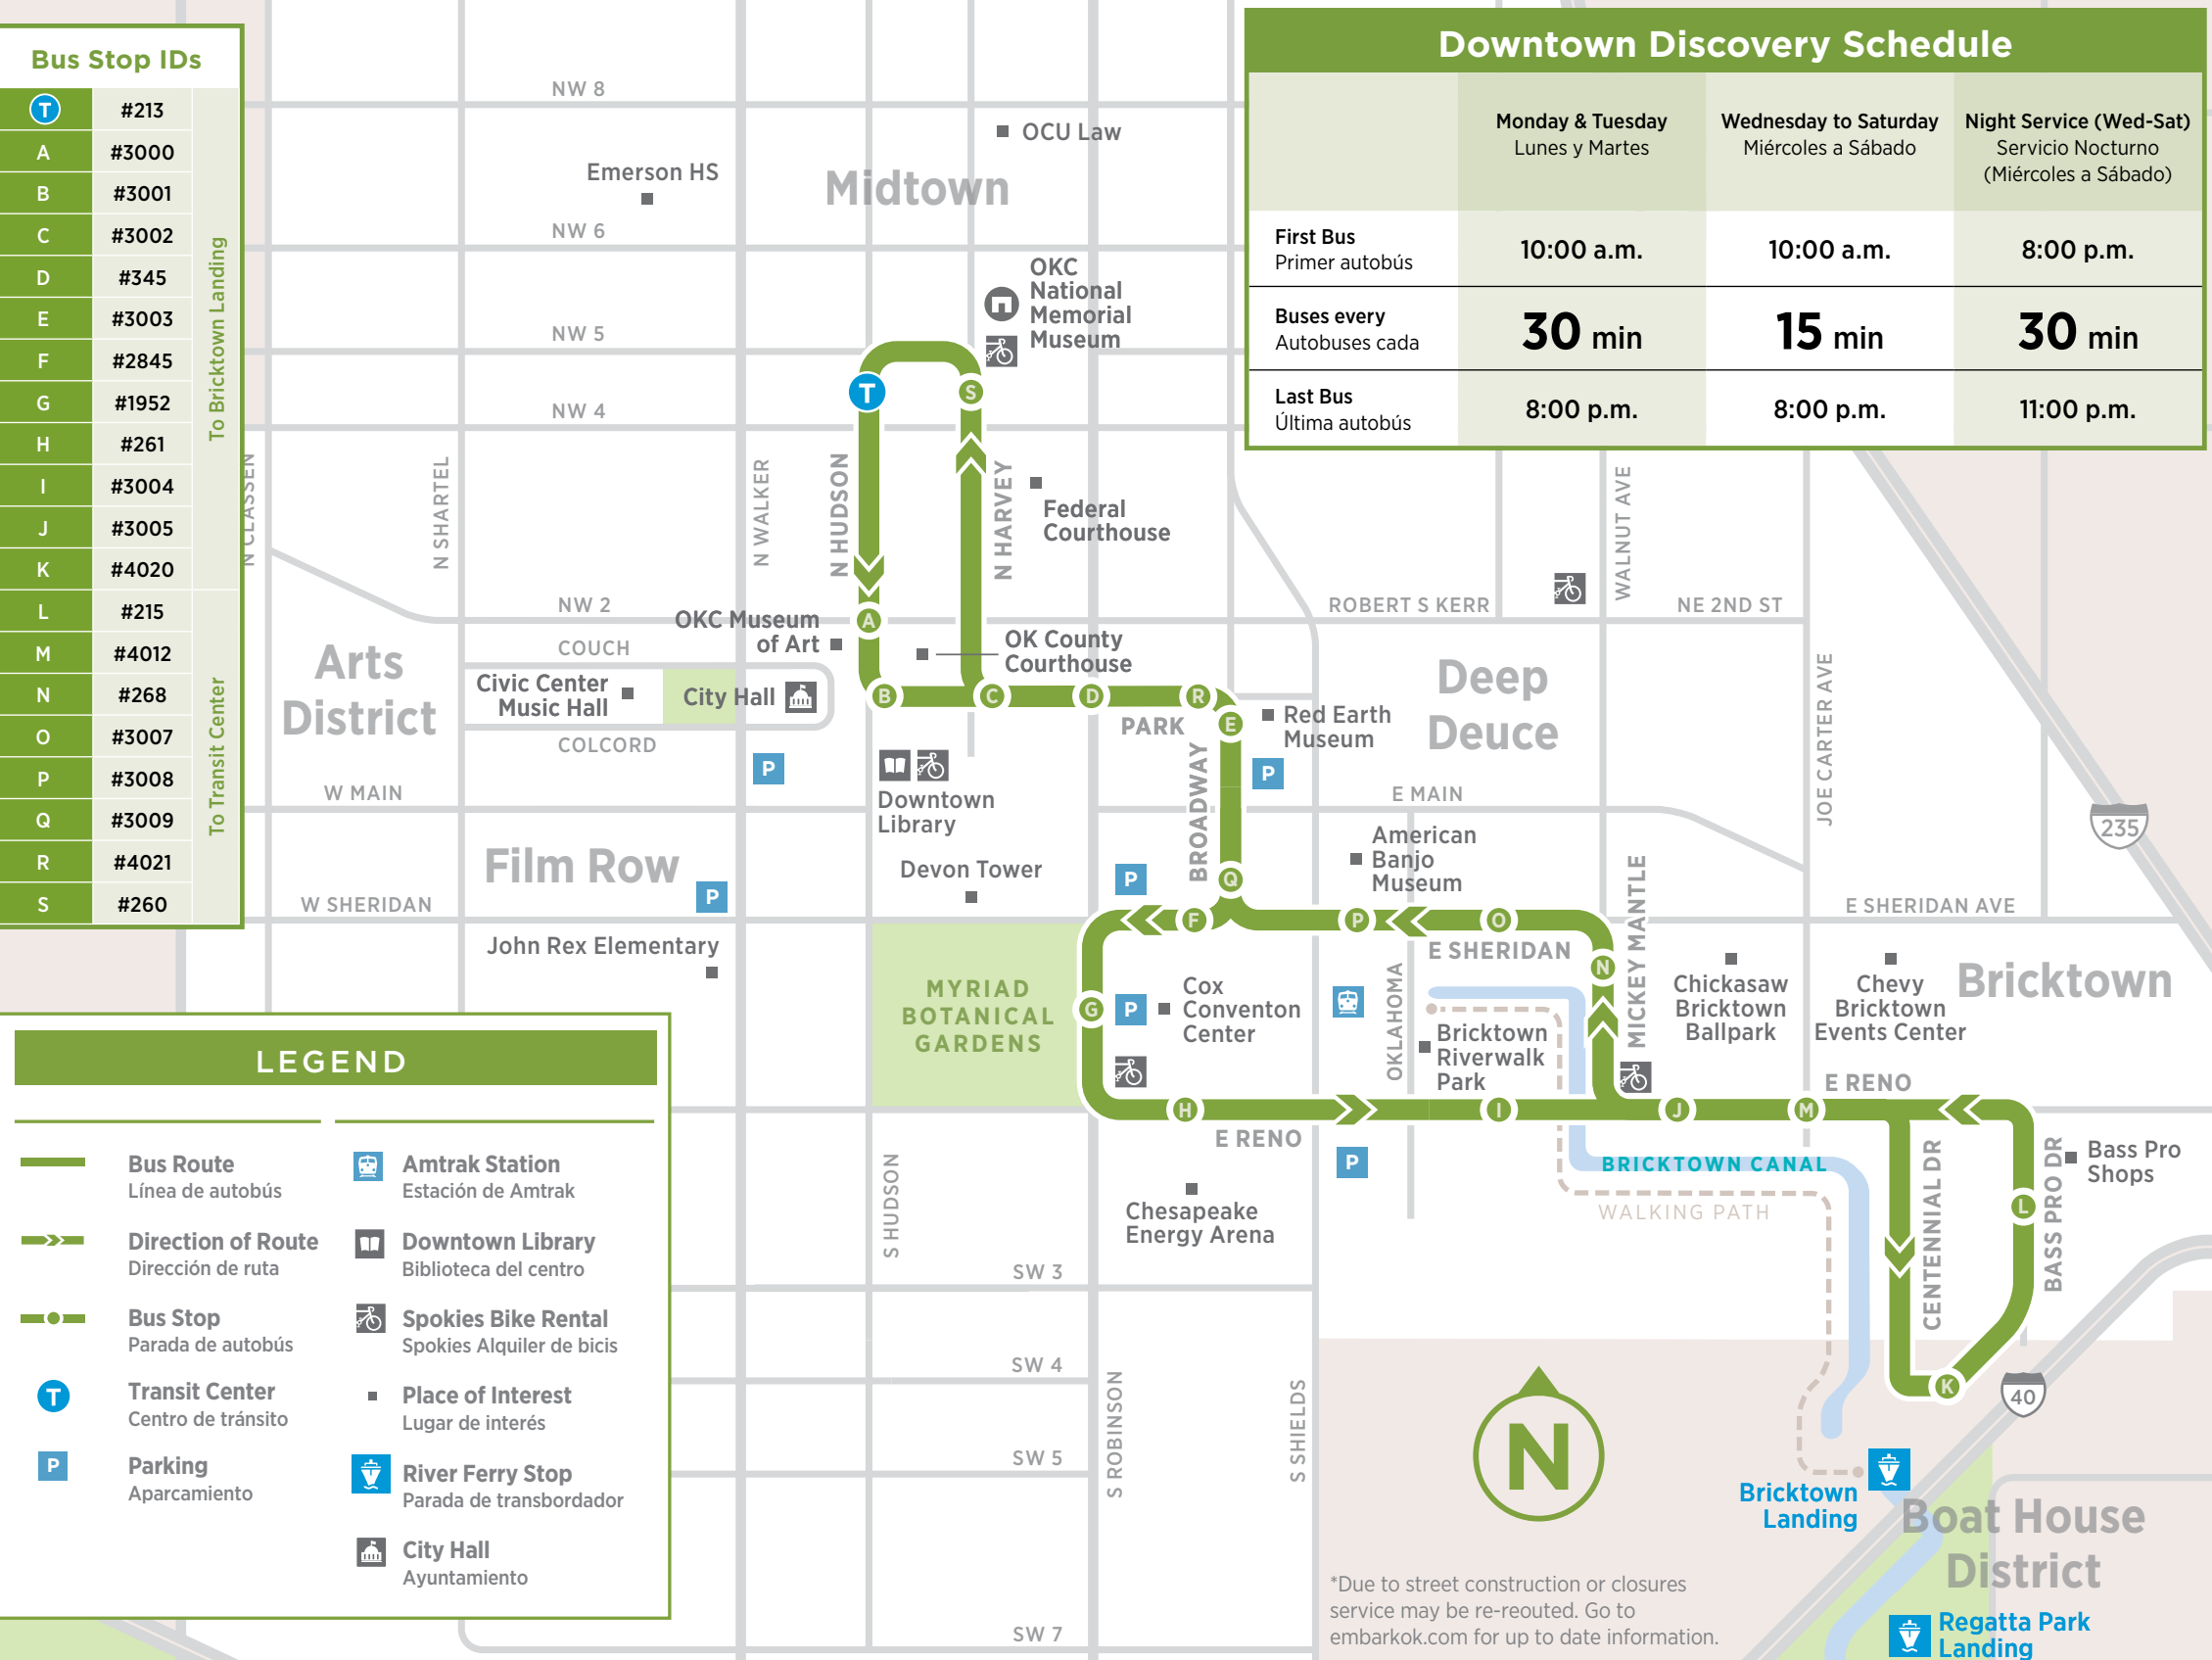 Bus Stop IDs
T #213
A #3000
B #3001
C #3002
D #345
E #3003
F #2845
G #1952
H #261
I #3004
J #3005
K #4020
L #215
M #4012
N #268
O #3007
P #3008
Q #3009
R #4021
S #260
To Bricktown Landing
To Transit Center
Downtown Discovery Schedule
Monday & Tuesday
Lunes y Martes
Wednesday to Saturday
Miércoles a Sábado
Night Service (Wed-Sat)
Servicio Nocturno
(Miércoles a Sábado)
First Bus
Primer autobús
10:00 a.m.
10:00 a.m.
8:00 p.m.
Buses every
Autobuses cada
30 min
15 min
30 min
Last Bus
Última autobús
8:00 p.m.
8:00 p.m.
11:00 p.m.
NW 8
OCU Law
Emerson HS
Midtown
NW 6
OKC
National
Memorial
Museum
NW 5
T
S
NW 4
N CLASSEN
N SHARTEL
N WALKER
N HUDSON
N HARVEY
Federal
Courthouse
WALNUT AVE
NW 2
OKC Museum
of Art
A
ROBERT S KERR
NE 2ND ST
COUCH
OK County
Courthouse
Arts
District
Civic Center
Music Hall
City Hall
B
C
D
R
E
PARK
Red Earth
Museum
Deep
Deuce
JOE CARTER AVE
COLCORD
P
P
BROADWAY
W MAIN
Downtown
Library
E MAIN
235
American
Banjo
Museum
Film Row
Devon Tower
P
P
Q
MICKEY MANTLE
W SHERIDAN
F
P
O
E SHERIDAN AVE
John Rex Elementary
E SHERIDAN
N
MYRIAD
BOTANICAL
GARDENS
G
P
Cox
Conventon
Center
OKLAHOMA
Bricktown
Riverwalk
Park
Chickasaw
Bricktown
Ballpark
Chevy
Bricktown
Events Center
Bricktown
E RENO
H
I
J
M
E RENO
P
BRICKTOWN CANAL
WALKING PATH
CENTENNIAL DR
BASS PRO DR
Bass Pro
Shops
L
S HUDSON
Chesapeake
Energy Arena
SW 3
SW 4
S ROBINSON
S SHIELDS
K
40
N
SW 5
Bricktown
Landing
Boat House
District
Regatta Park
Landing
SW 7
*Due to street construction or closures
service may be re-reouted. Go to
embarkok.com for up to date information.
LEGEND
Bus Route
Línea de autobús
Direction of Route
Dirección de ruta
Bus Stop
Parada de autobús
T
Transit Center
Centro de tránsito
P
Parking
Aparcamiento
Amtrak Station
Estación de Amtrak
Downtown Library
Biblioteca del centro
Spokies Bike Rental
Spokies Alquiler de bicis
Place of Interest
Lugar de interés
River Ferry Stop
Parada de transbordador
City Hall
Ayuntamiento